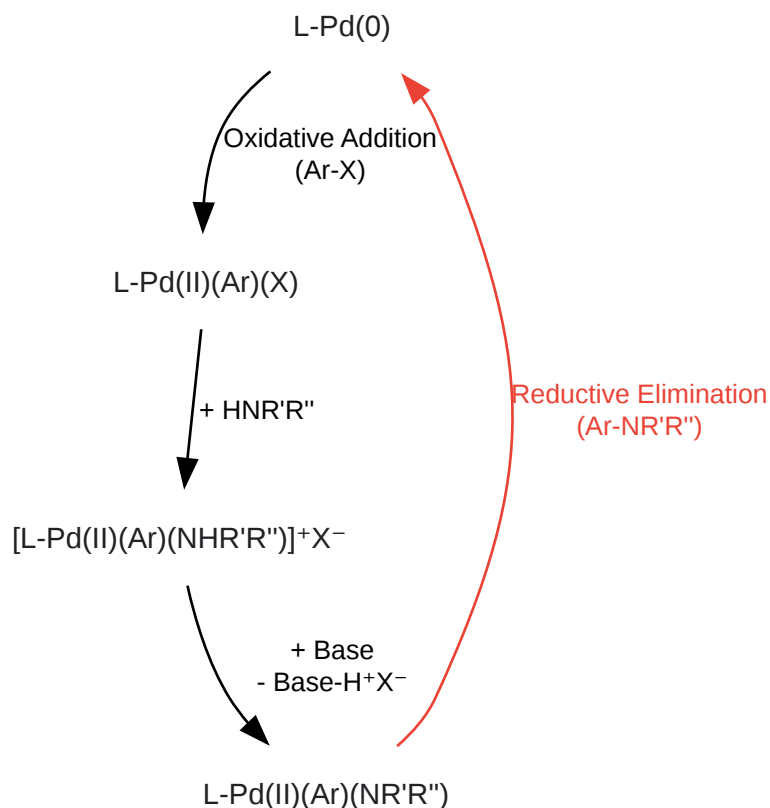 L-Pd(0)
Oxidative Addition
(Ar-X)
L-Pd(II)(Ar)(X)
+ HNR'R"
Reductive Elimination
(Ar-NR'R")
[L-Pd(II)(Ar)(NHR'R")]⁺X⁻
+ Base
- Base-H⁺X⁻
L-Pd(II)(Ar)(NR'R")